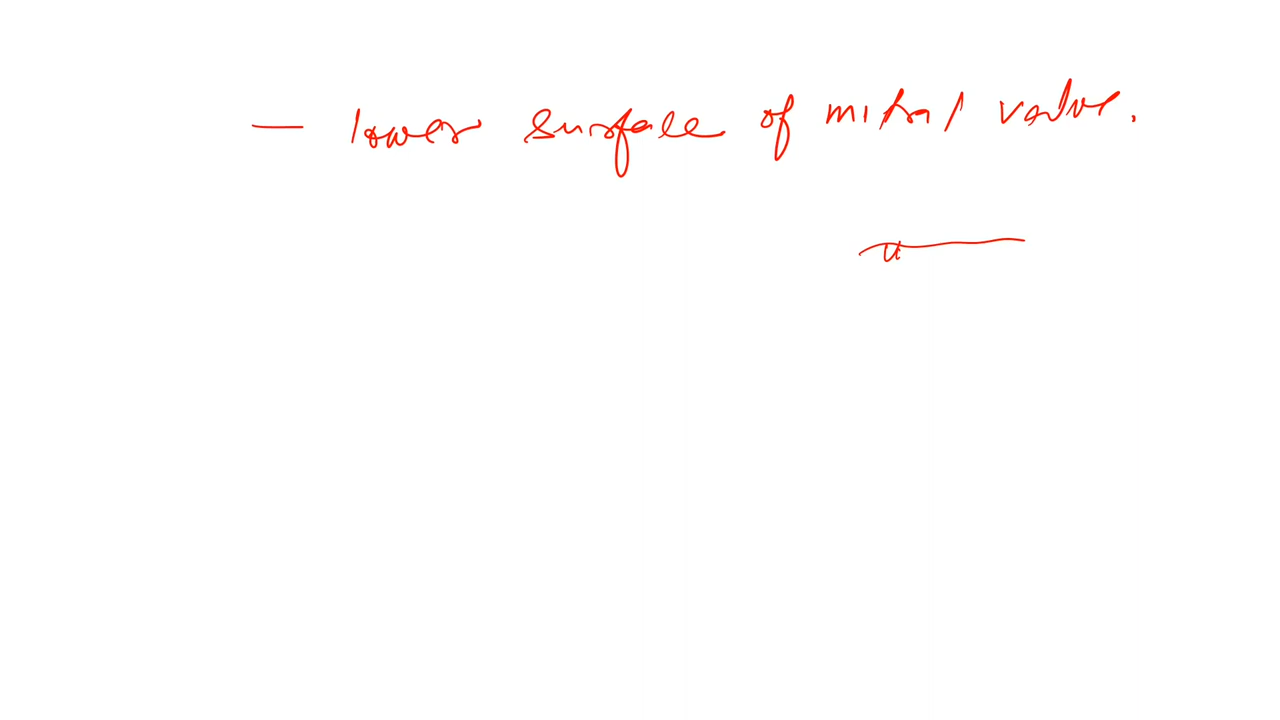 — lower surface of mitral valve.